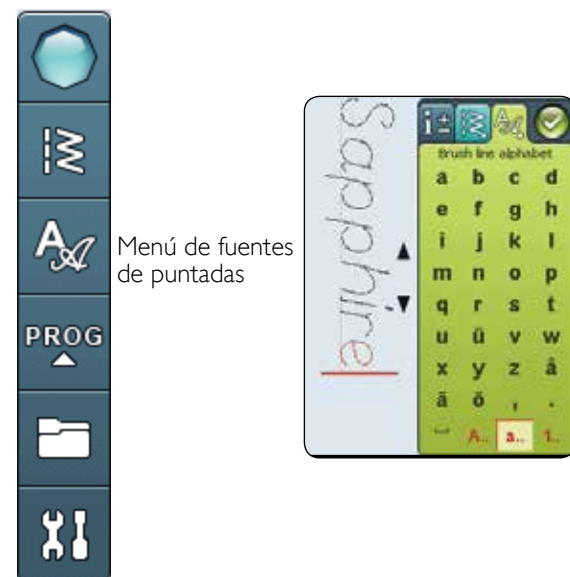 PROG
Menú de fuentes
de puntadas
Sapphire
Brush line alphabet
a b c d
e f g h
i j k l
m n o p
q r s t
u ü v w
x y z å
ä ö , .
A.. a.. 1..